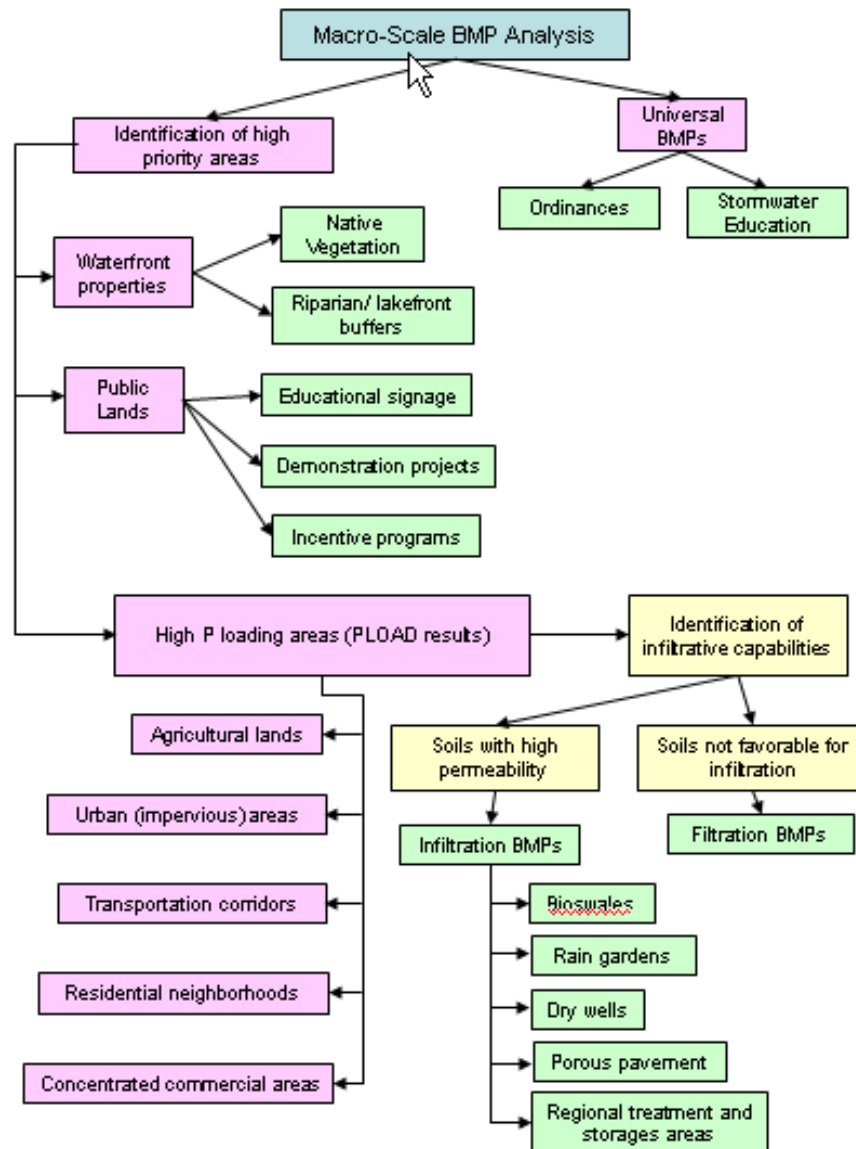 Macro-Scale BMP Analysis
Identification of high
priority areas
Universal
BMPs
Ordinances
Stormwater
Education
Native
Vegetation
Waterfront
properties
Riparian/ lakefront
buffers
Public
Lands
Educational signage
Demonstration projects
Incentive programs
High P loading areas (PLOAD results)
Identification of
infiltrative capabilities
Agricultural lands
Soils with high
permeability
Soils not favorable for
infiltration
Urban (impervious) areas
Infiltration BMPs
Filtration BMPs
Transportation corridors
Bioswales
Rain gardens
Residential neighborhoods
Dry wells
Porous pavement
Concentrated commercial areas
Regional treatment and
storages areas